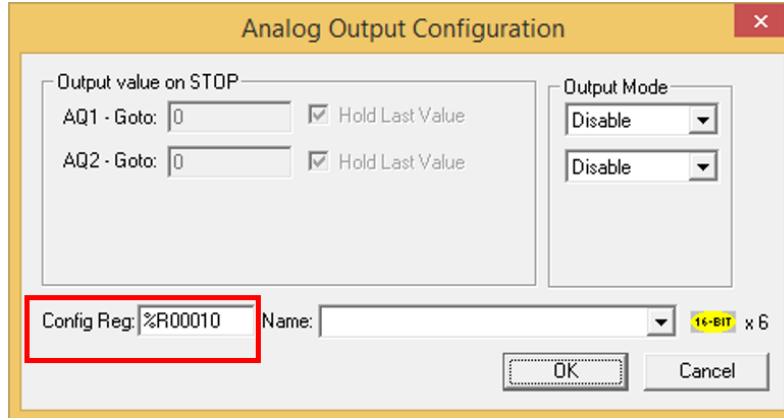 Analog Output Configuration
Output value on STOP
AQ1 - Goto: 0 Hold Last Value
AQ2 - Goto: 0 Hold Last Value
Output Mode
Disable
Disable
Config Reg: %R00010 Name: 16-BIT x 6
OK Cancel